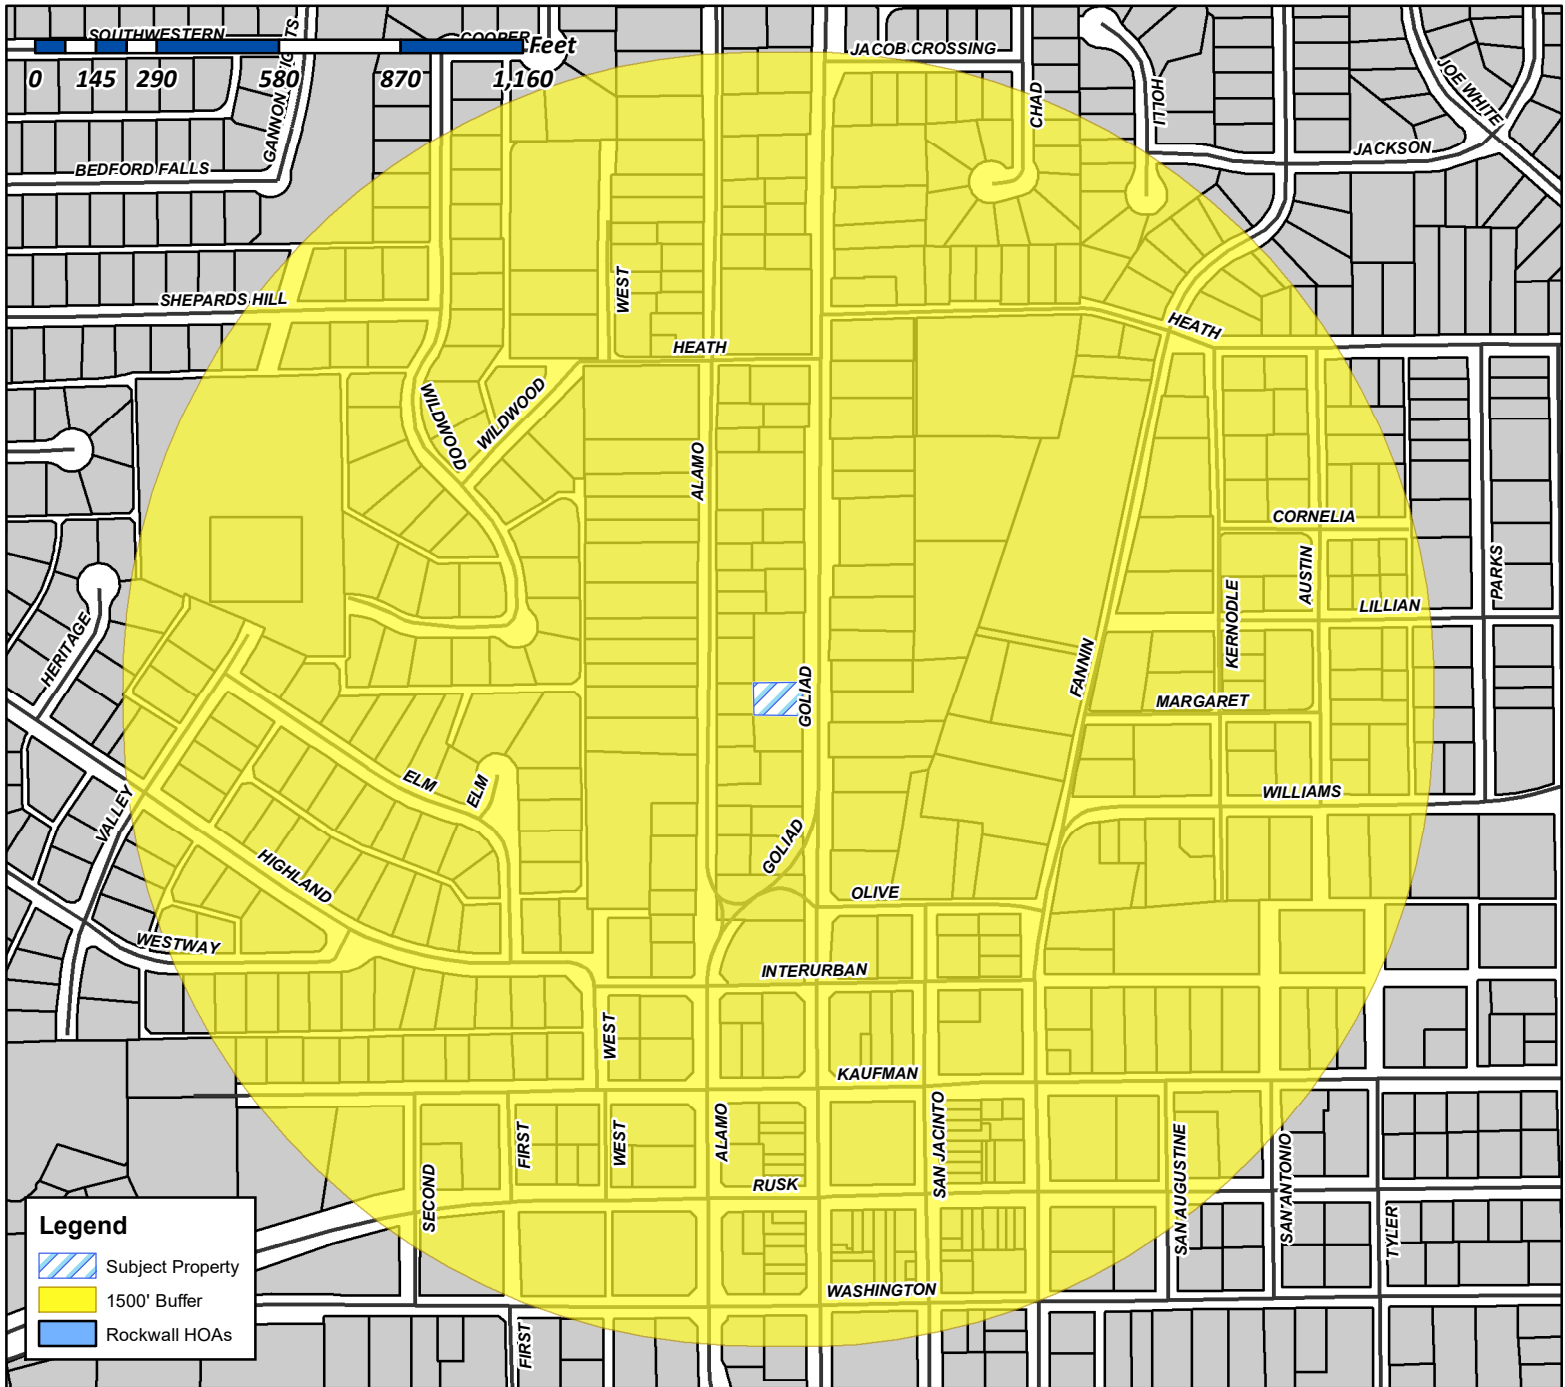 SOUTHWESTERN
COOPER
Feet
0 145 290 580 870 1,160
JACOB CROSSING
CHAD
HOLLI
JOE WHITE
JACKSON
BEDFORD FALLS
SHEPARDS HILL
WEST
HEATH
HEATH
WILDWOOD
WILDWOOD
ALAMO
CORNELIA
AUSTIN
PARKS
KERNODLE
LILLIAN
HERITAGE
FANNIN
GOLIAD
MARGARET
ELM
ELM
VALLEY
WILLIAMS
GOLIAD
HIGHLAND
OLIVE
WESTWAY
INTERURBAN
WEST
KAUFMAN
FIRST
WEST
ALAMO
SAN JACINTO
SECOND
RUSK
SAN AUGUSTINE
SAN ANTONIO
TYLER
WASHINGTON
FIRST
Legend
Subject Property
1500' Buffer
Rockwall HOAs